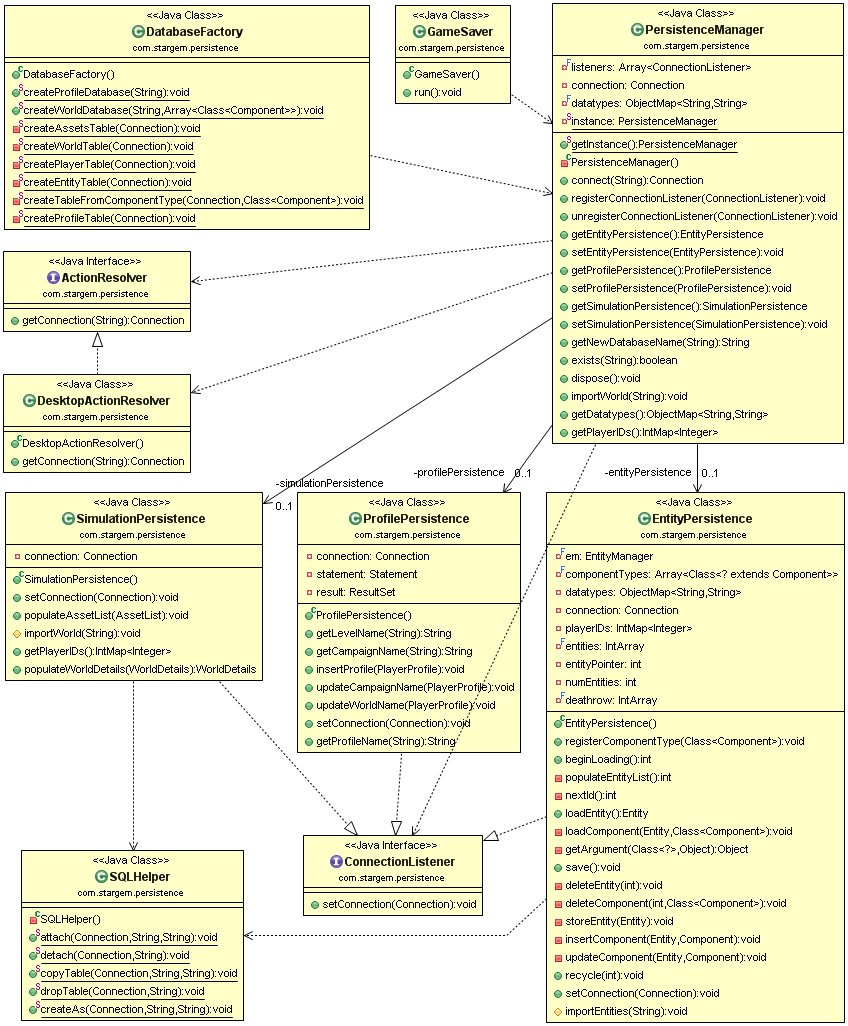 <<Java Class>>
DatabaseFactory
com.stargem.persistence
DatabaseFactory()
createProfileDatabase(String):void
createWorldDatabase(String,Array<Class<Component>>):void
createAssetsTable(Connection):void
createWorldTable(Connection):void
createPlayerTable(Connection):void
createEntityTable(Connection):void
createTableFromComponentType(Connection,Class<Component>):void
createProfileTable(Connection):void
<<Java Class>>
GameSaver
com.stargem.persistence
GameSaver()
run():void
<<Java Class>>
PersistenceManager
com.stargem.persistence
listeners: Array<ConnectionListener>
connection: Connection
datatypes: ObjectMap<String,String>
instance: PersistenceManager
getInstance():PersistenceManager
PersistenceManager()
connect(String):Connection
registerConnectionListener(ConnectionListener):void
unregisterConnectionListener(ConnectionListener):void
getEntityPersistence():EntityPersistence
setEntityPersistence(EntityPersistence):void
getProfilePersistence():ProfilePersistence
setProfilePersistence(ProfilePersistence):void
getSimulationPersistence():SimulationPersistence
setSimulationPersistence(SimulationPersistence):void
getNewDatabaseName(String):String
exists(String):boolean
dispose():void
importWorld(String):void
getDatatypes():ObjectMap<String,String>
getPlayerIDs():IntMap<Integer>
<<Java Interface>>
ActionResolver
com.stargem.persistence
getConnection(String):Connection
<<Java Class>>
DesktopActionResolver
com.stargem.persistence
DesktopActionResolver()
getConnection(String):Connection
-simulationPersistence
0..1
-profilePersistence
0..1
-entityPersistence
0..1
<<Java Class>>
SimulationPersistence
com.stargem.persistence
connection: Connection
SimulationPersistence()
setConnection(Connection):void
populateAssetList(AssetList):void
importWorld(String):void
getPlayerIDs():IntMap<Integer>
populateWorldDetails(WorldDetails):WorldDetails
<<Java Class>>
ProfilePersistence
com.stargem.persistence
connection: Connection
statement: Statement
result: ResultSet
ProfilePersistence()
getLevelName(String):String
getCampaignName(String):String
insertProfile(PlayerProfile):void
updateCampaignName(PlayerProfile):void
updateWorldName(PlayerProfile):void
setConnection(Connection):void
getProfileName(String):String
<<Java Class>>
EntityPersistence
com.stargem.persistence
em: EntityManager
componentTypes: Array<Class<? extends Component>>
datatypes: ObjectMap<String,String>
connection: Connection
playerIDs: IntMap<Integer>
entities: IntArray
entityPointer: int
numEntities: int
deathrow: IntArray
EntityPersistence()
registerComponentType(Class<Component>):void
beginLoading():int
populateEntityList():int
nextId():int
loadEntity():Entity
loadComponent(Entity,Class<Component>):void
getArgument(Class<?>,Object):Object
save():void
deleteEntity(int):void
deleteComponent(int,Class<Component>):void
storeEntity(Entity):void
insertComponent(Entity,Component):void
updateComponent(Entity,Component):void
recycle(int):void
setConnection(Connection):void
importEntities(String):void
<<Java Class>>
SQLHelper
com.stargem.persistence
SQLHelper()
attach(Connection,String,String):void
detach(Connection,String):void
copyTable(Connection,String,String):void
dropTable(Connection,String):void
createAs(Connection,String,String):void
<<Java Interface>>
ConnectionListener
com.stargem.persistence
setConnection(Connection):void